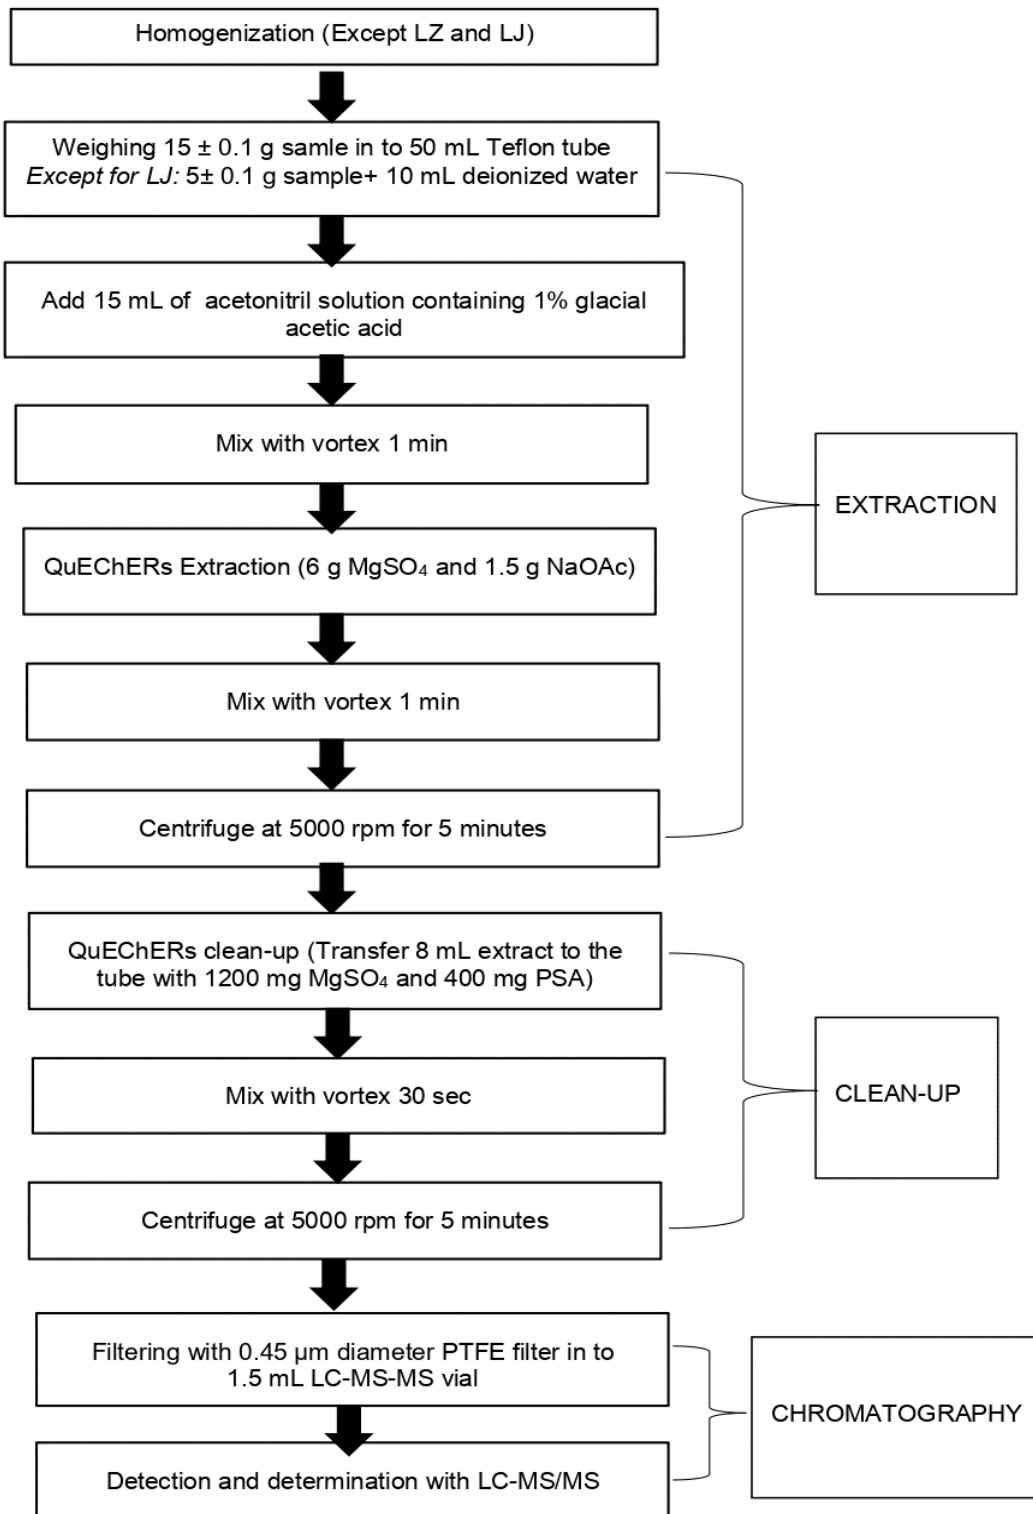 Homogenization (Except LZ and LJ)
Weighing 15 ± 0.1 g samle in to 50 mL Teflon tube
Except for LJ: 5± 0.1 g sample+ 10 mL deionized water
Add 15 mL of acetonitril solution containing 1% glacial
acetic acid
Mix with vortex 1 min
QuEChERs Extraction (6 g MgSO₄ and 1.5 g NaOAc)
Mix with vortex 1 min
Centrifuge at 5000 rpm for 5 minutes
EXTRACTION
QuEChERs clean-up (Transfer 8 mL extract to the
tube with 1200 mg MgSO₄ and 400 mg PSA)
Mix with vortex 30 sec
Centrifuge at 5000 rpm for 5 minutes
CLEAN-UP
Filtering with 0.45 µm diameter PTFE filter in to
1.5 mL LC-MS-MS vial
Detection and determination with LC-MS/MS
CHROMATOGRAPHY